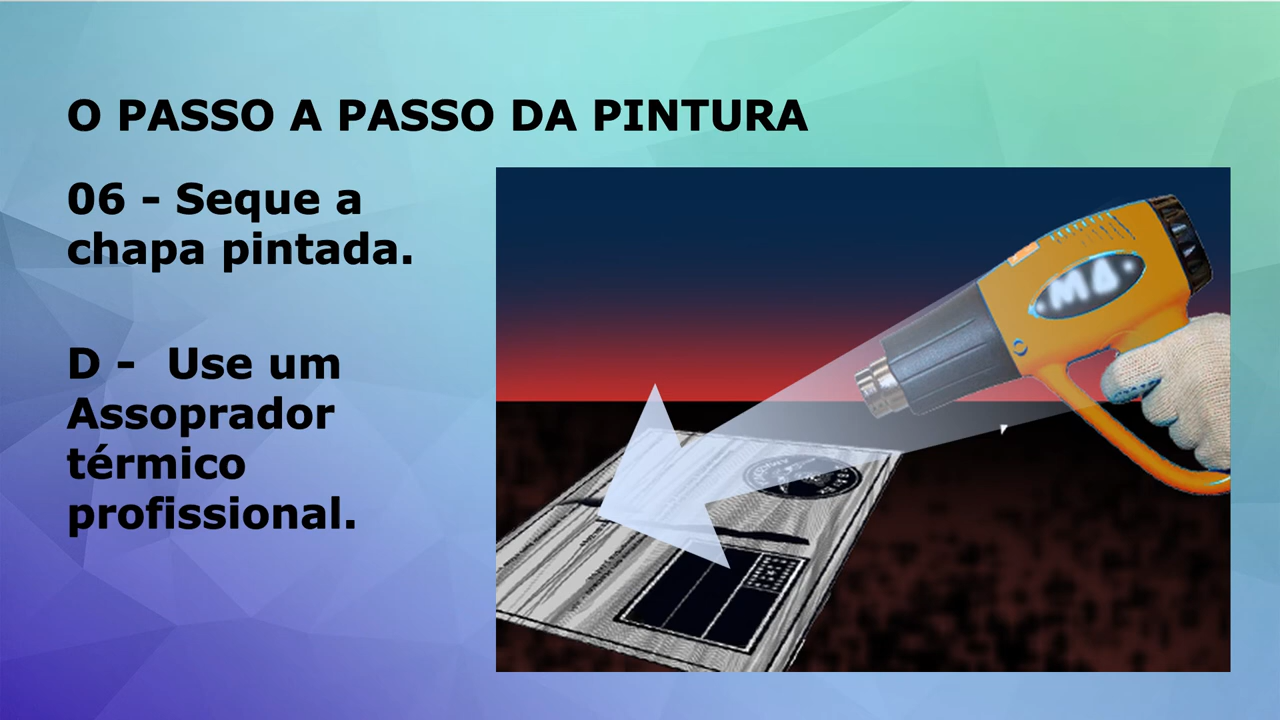 O PASSO A PASSO DA PINTURA
06 - Seque a
chapa pintada.
D -  Use um
Assoprador
térmico
profissional.